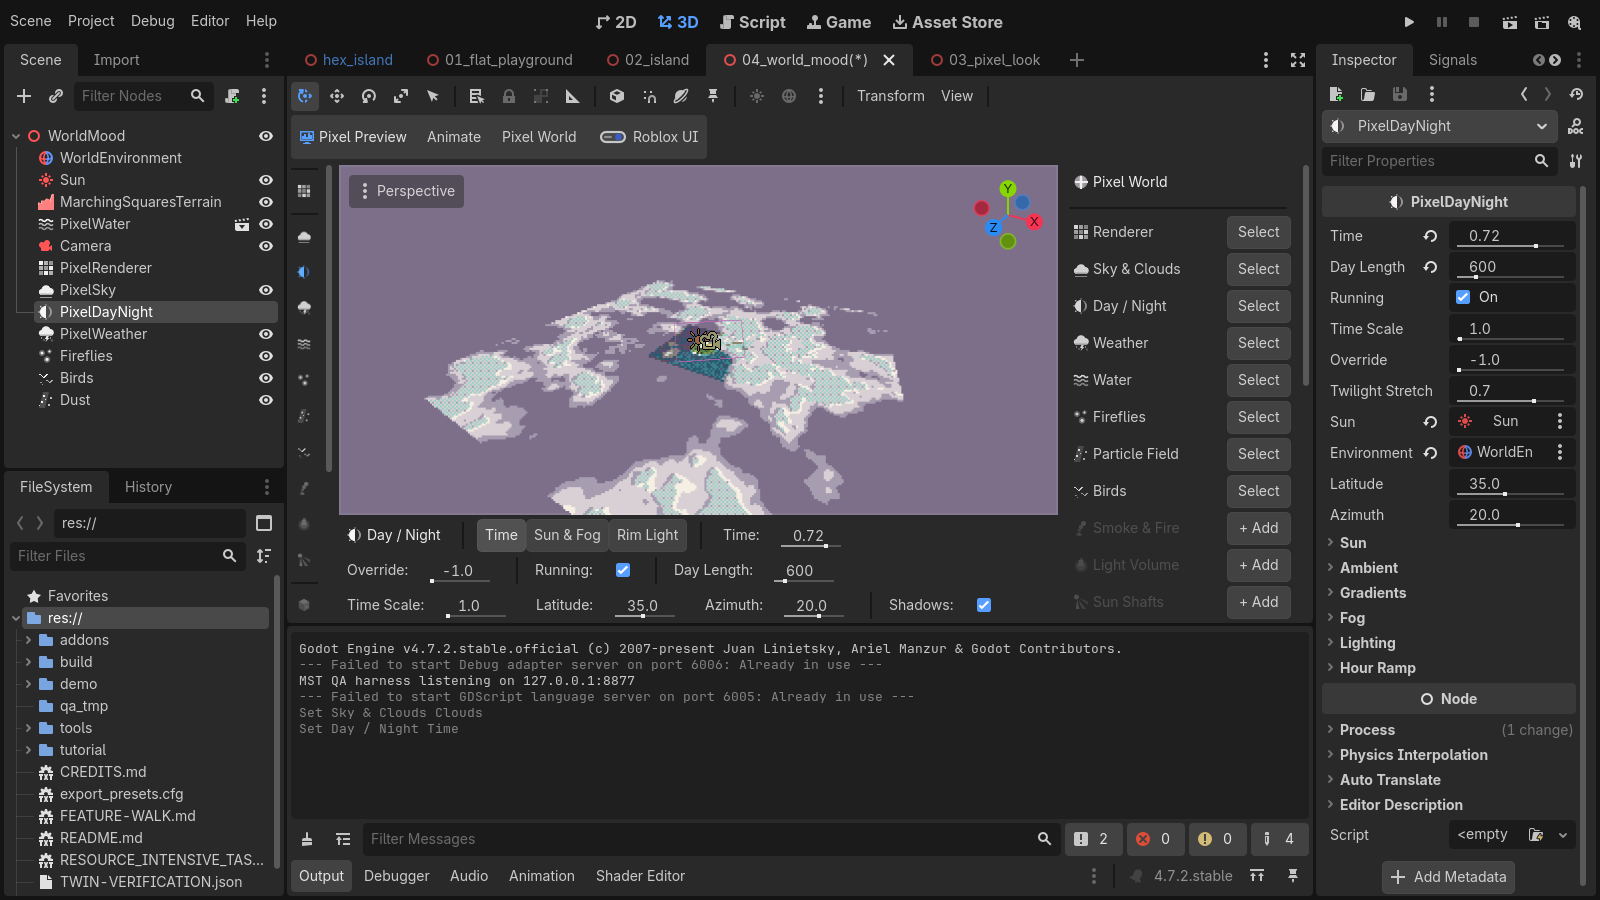 Scene Project Debug Editor Help
2D 3D Script Game Asset Store
Scene Import
Filter Nodes
WorldMood
WorldEnvironment
Sun
MarchingSquaresTerrain
PixelWater
Camera
PixelRenderer
PixelSky
PixelDayNight
PixelWeather
Fireflies
Birds
Dust
FileSystem History
res://
Filter Files
Favorites
res://
addons
build
demo
qa_tmp
tools
tutorial
CREDITS.md
export_presets.cfg
FEATURE-WALK.md
README.md
RESOURCE_INTENSIVE_TAS...
TWIN-VERIFICATION.json
hex_island 01_flat_playground 02_island 04_world_mood(*) 03_pixel_look
Transform View
Pixel Preview Animate Pixel World Roblox UI
Perspective
Y
X
Z
Pixel World
Renderer Select
Sky & Clouds Select
Day / Night Select
Weather Select
Water Select
Fireflies Select
Particle Field Select
Birds Select
Smoke & Fire + Add
Light Volume + Add
Sun Shafts + Add
Day / Night Time Sun & Fog Rim Light Time: 0.72
Override: -1.0 Running: Day Length: 600
Time Scale: 1.0 Latitude: 35.0 Azimuth: 20.0 Shadows:
Godot Engine v4.7.2.stable.official (c) 2007-present Juan Linietsky, Ariel Manzur & Godot Contributors.
--- Failed to start Debug adapter server on port 6006: Already in use ---
MST QA harness listening on 127.0.0.1:8877
--- Failed to start GDScript language server on port 6005: Already in use ---
Set Sky & Clouds Clouds
Set Day / Night Time
Filter Messages 2 0 0 4
Output Debugger Audio Animation Shader Editor 4.7.2.stable
Inspector Signals
PixelDayNight DOC
Filter Properties
PixelDayNight
Time 0.72
Day Length 600
Running On
Time Scale 1.0
Override -1.0
Twilight Stretch 0.7
Sun Sun
Environment WorldEn
Latitude 35.0
Azimuth 20.0
Sun
Ambient
Gradients
Fog
Lighting
Hour Ramp
Node
Process (1 change)
Physics Interpolation
Auto Translate
Editor Description
Script <empty
Add Metadata